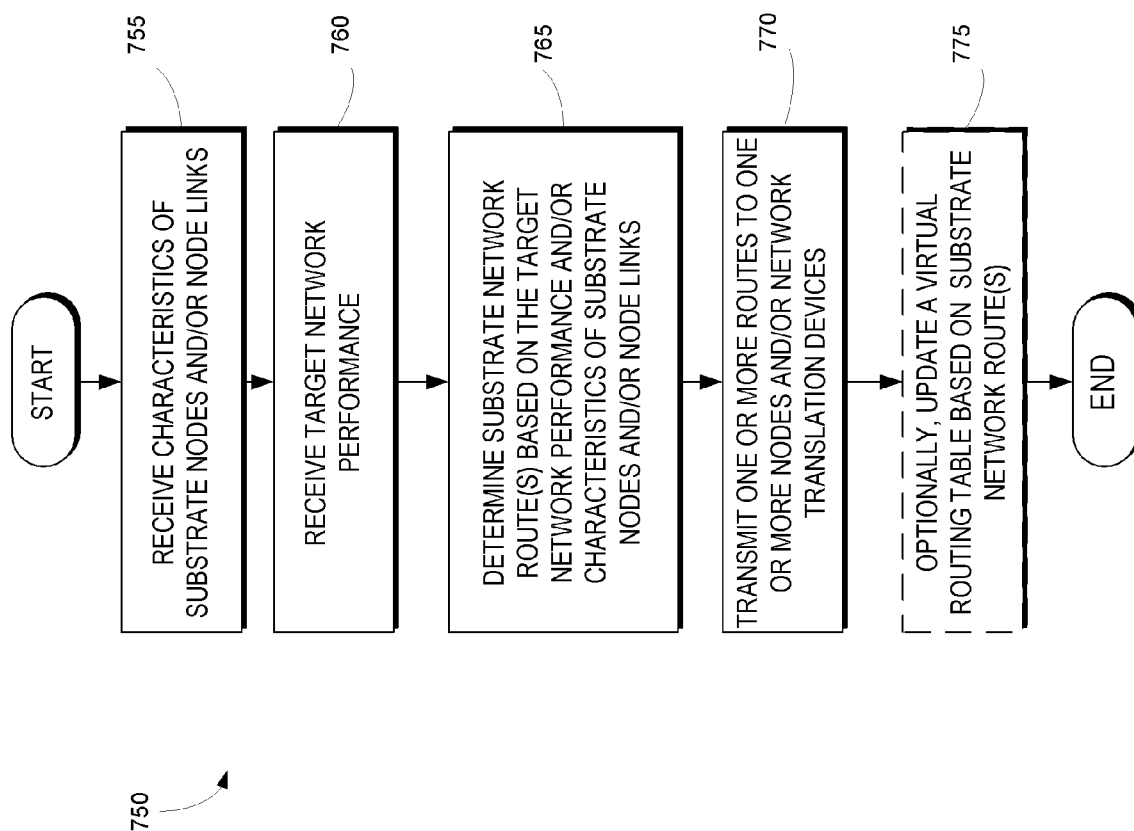 750
START
755
RECEIVE CHARACTERISTICS OF
SUBSTRATE NODES AND/OR NODE LINKS
760
RECEIVE TARGET NETWORK
PERFORMANCE
765
DETERMINE SUBSTRATE NETWORK
ROUTE(S) BASED ON THE TARGET
NETWORK PERFORMANCE AND/OR
CHARACTERISTICS OF SUBSTRATE
NODES AND/OR NODE LINKS
770
TRANSMIT ONE OR MORE ROUTES TO ONE
OR MORE NODES AND/OR NETWORK
TRANSLATION DEVICES
775
OPTIONALLY, UPDATE A VIRTUAL
ROUTING TABLE BASED ON SUBSTRATE
NETWORK ROUTE(S)
END